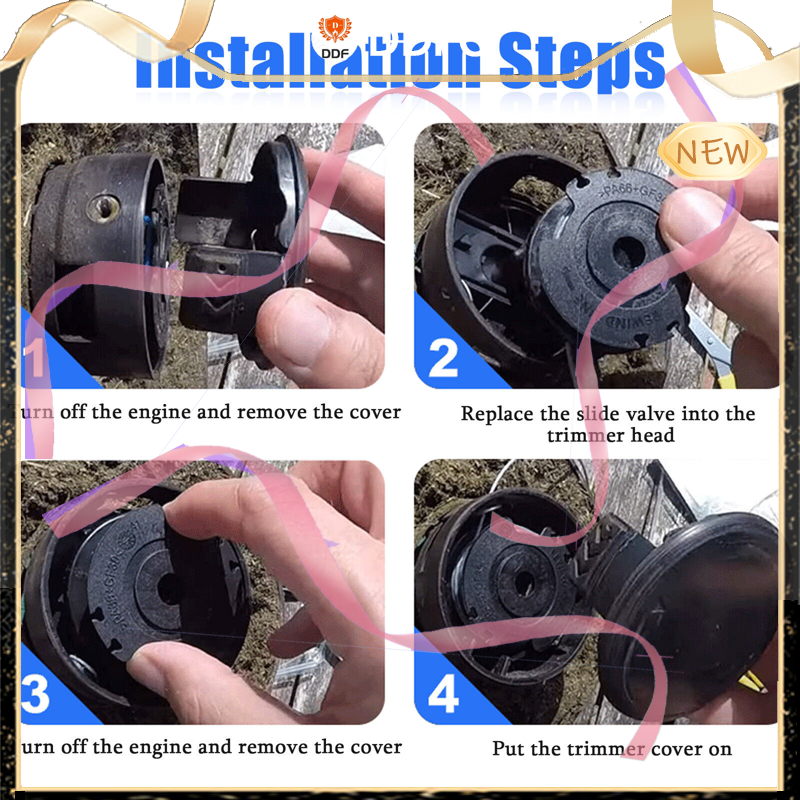 DDF
Installation Steps
NEW
PA66+GF3
REWIND
1
2
urn off the engine and remove the cover
Replace the slide valve into the
trimmer head
3
4
urn off the engine and remove the cover
Put the trimmer cover on